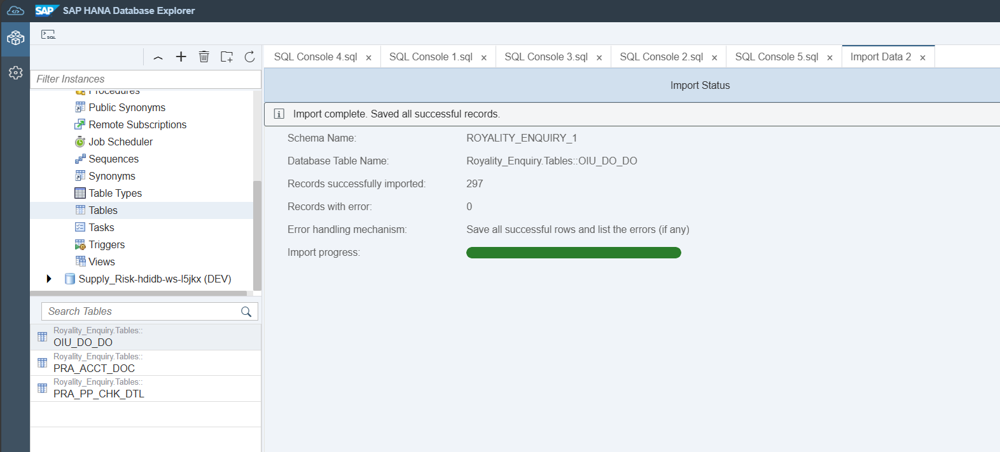 SAP SAP HANA Database Explorer
SQL
SQL Console 4.sql × SQL Console 1.sql × SQL Console 3.sql × SQL Console 2.sql × SQL Console 5.sql × Import Data 2 ×
Filter Instances
Procedures
Public Synonyms
Remote Subscriptions
Job Scheduler
Sequences
Synonyms
Table Types
Tables
Tasks
Triggers
Views
Supply_Risk-hdidb-ws-l5jkx (DEV)
Search Tables
Royality_Enquiry.Tables::
OIU_DO_DO
Royality_Enquiry.Tables::
PRA_ACCT_DOC
Royality_Enquiry.Tables::
PRA_PP_CHK_DTL
Import Status
Import complete. Saved all successful records.
Schema Name: ROYALITY_ENQUIRY_1
Database Table Name: Royality_Enquiry.Tables::OIU_DO_DO
Records successfully imported: 297
Records with error: 0
Error handling mechanism: Save all successful rows and list the errors (if any)
Import progress: